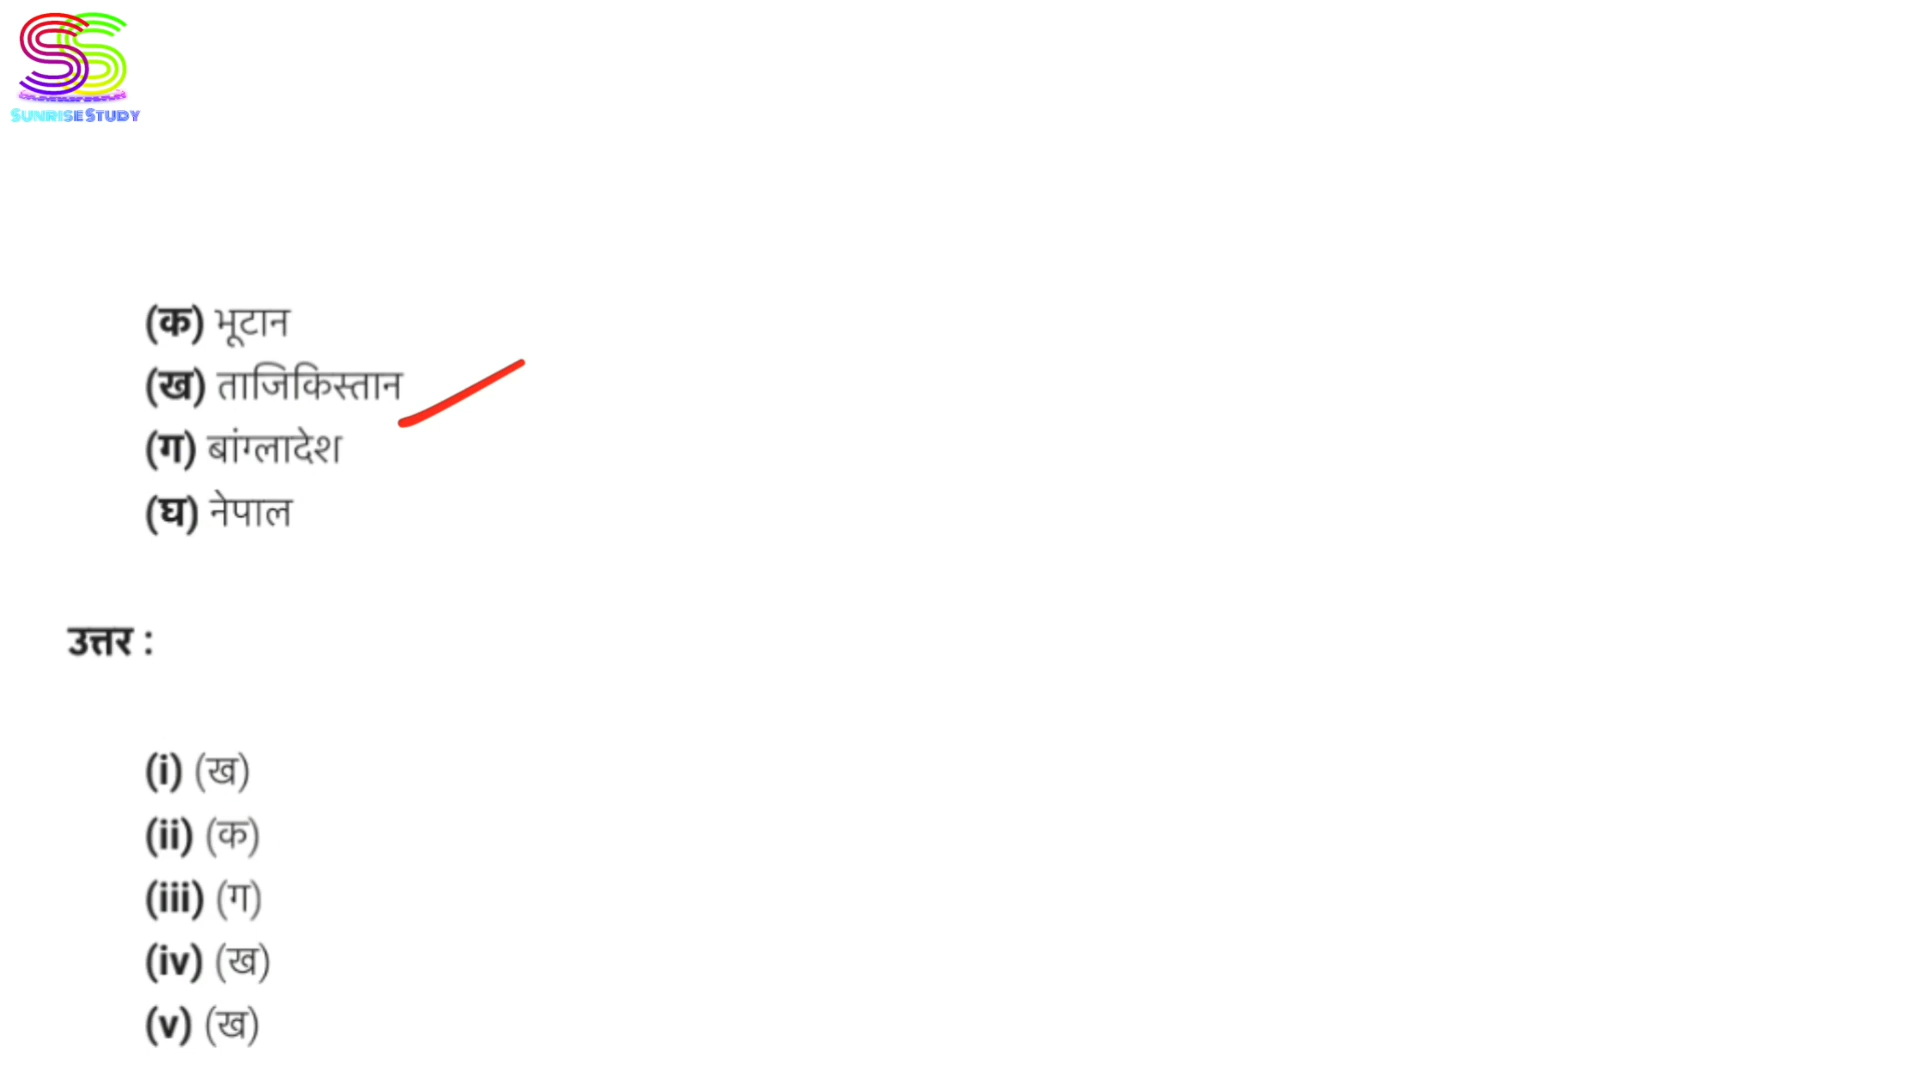 SUNRISE STUDY
(क) भूटान
(ख) ताजिकिस्तान
(ग) बांग्लादेश
(घ) नेपाल
उत्तर :
(i) (ख)
(ii) (क)
(iii) (ग)
(iv) (ख)
(v) (ख)